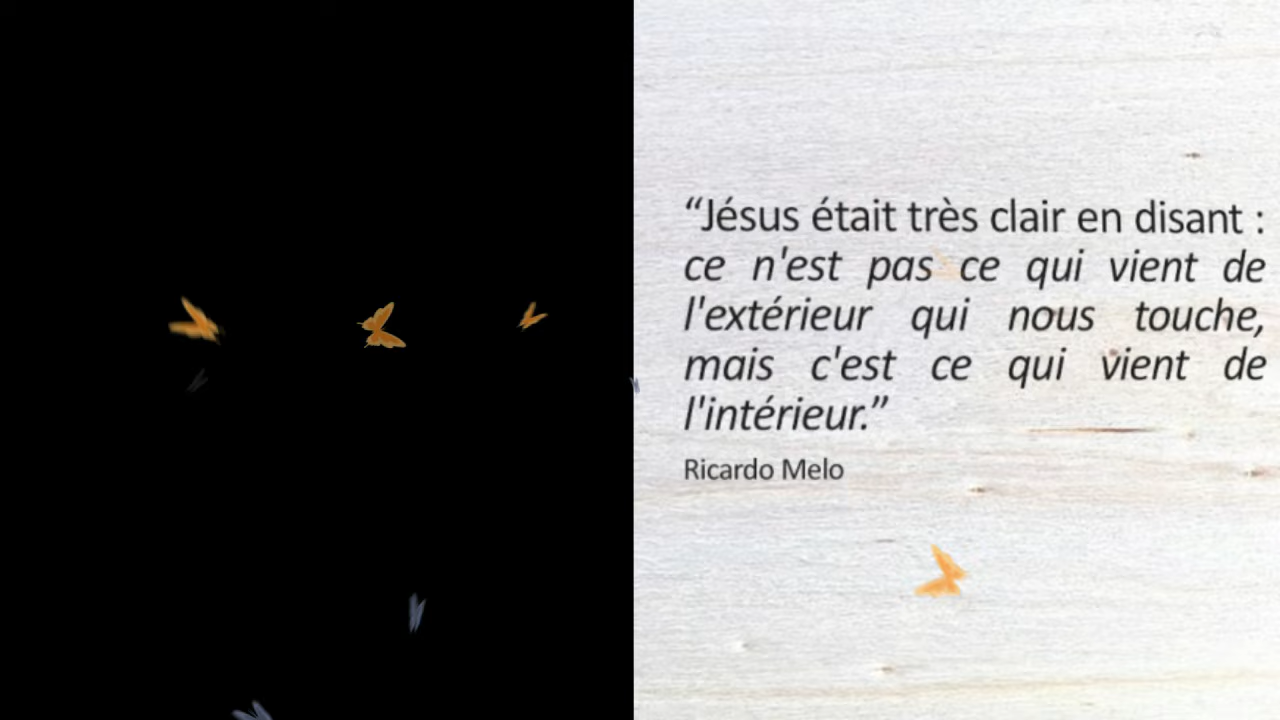 “Jésus était très clair en disant :
ce n'est pas ce qui vient de
l'extérieur qui nous touche,
mais c'est ce qui vient de
l'intérieur.”
Ricardo Melo